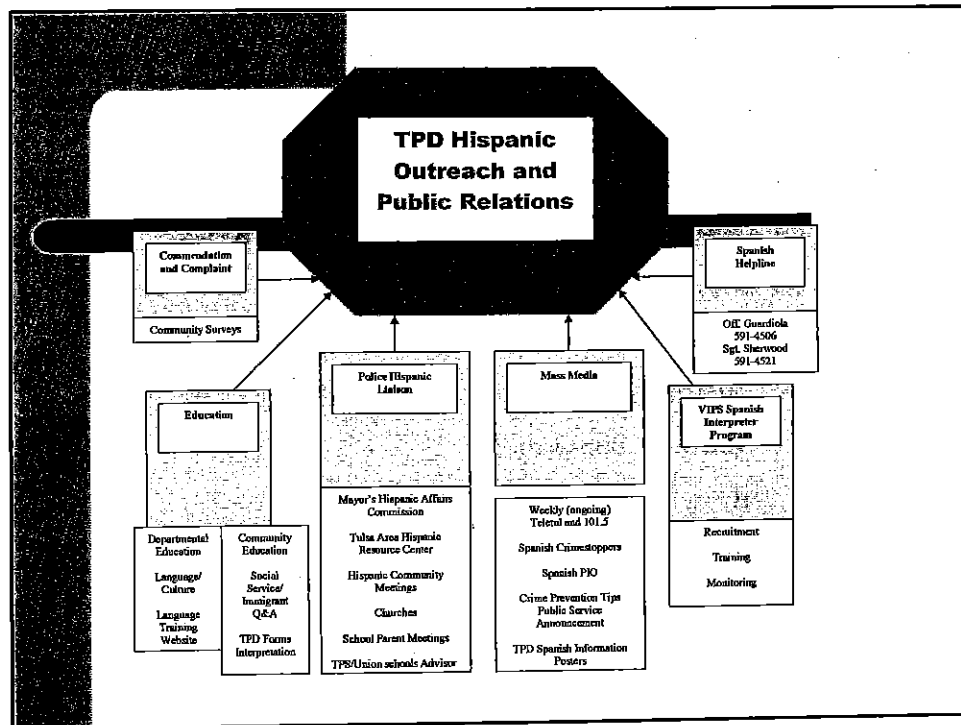 TPD Hispanic
Outreach and
Public Relations
Commendation
and Complaint
Community Surveys
Spanish
Helpline
Off. Guardiola
591-4506
Sgt. Sherwood
591-4521
Education
Departmental
Education
Language/
Culture
Language
Training
Website
Community
Education
Social
Service/
Immigrant
Q&A
TPD Forms
Interpretation
Police Hispanic
Liaison
Mayor's Hispanic Affairs
Commission
Tulsa Area Hispanic
Resource Center
Hispanic Community
Meetings
Churches
School Parent Meetings
TPS/Union schools Advisor
Mass Media
Weekly (ongoing)
and 101.5
Spanish Crimestoppers
Spanish PIO
Crime Prevention Tips
Public Service
Announcement
TPD Spanish Information
Posters
VIPS Spanish
Interpreter
Program
Recruitment
Training
Monitoring